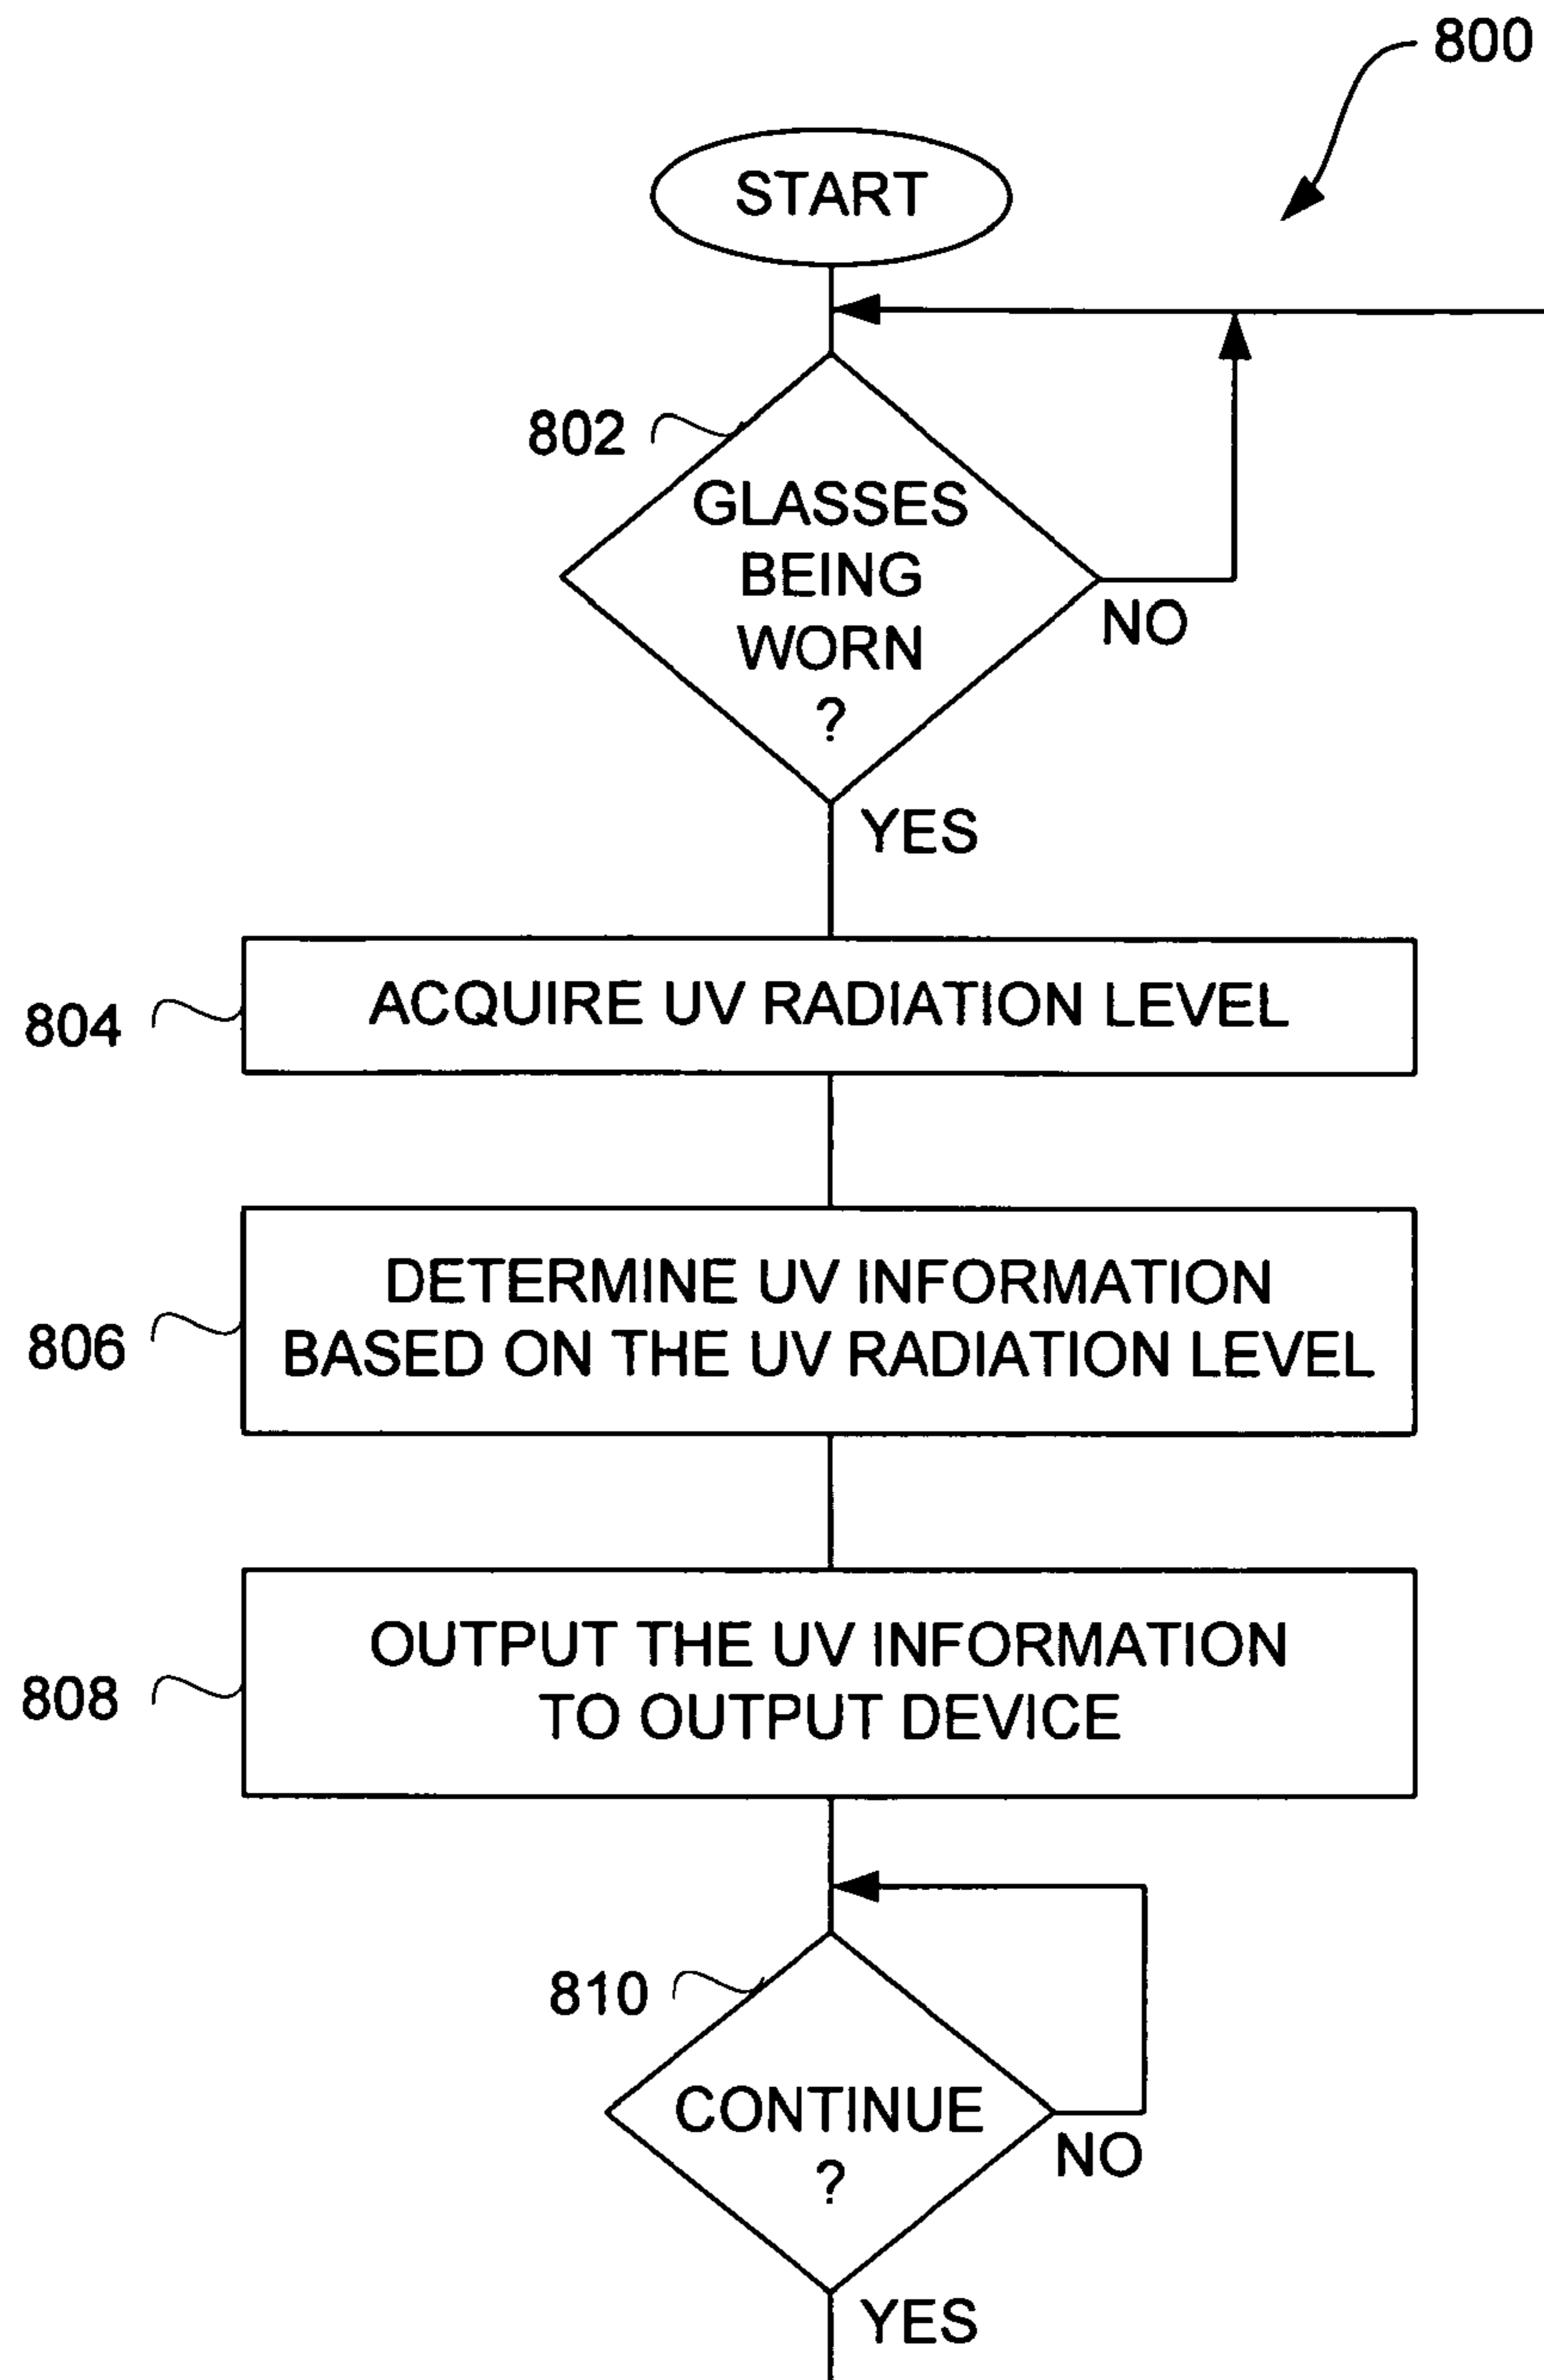 800
START
802
GLASSES
BEING
WORN
?
NO
YES
804
ACQUIRE UV RADIATION LEVEL
806
DETERMINE UV INFORMATION
BASED ON THE UV RADIATION LEVEL
808
OUTPUT THE UV INFORMATION
TO OUTPUT DEVICE
810
CONTINUE
?
NO
YES